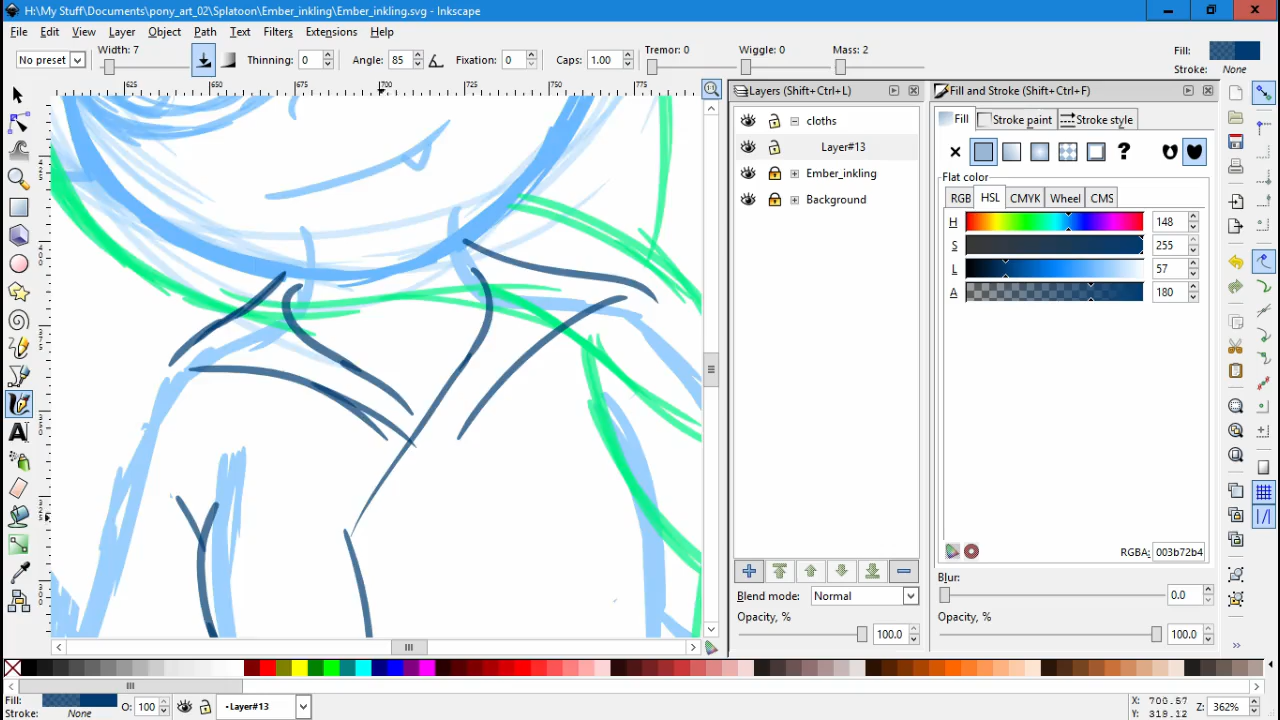 H:\My Stuff\Documents\pony_art_02\Splatoon\Ember_inkling\Ember_inkling.svg - Inkscape
File Edit View Layer Object Path Filters Text Extensions Help
No preset Width: 7 Thinning: 0 Angle: 85 Fixation: 0 Caps: 1.00 Tremor: 0 Wiggle: 0 Mass: 2 Fill: Stroke: None
625 650 675 700 725 750 775
Layers (Shift+Ctrl+L)
cloths
Layer#13
Ember_inkling
Background
Blend mode: Normal
Opacity, % 100.0
Fill and Stroke (Shift+Ctrl+F)
Fill Stroke paint Stroke style
?
Flat color
RGB HSL CMYK Wheel CMS
H 148
S 255
L 57
A 180
RGBA: 003b72b4
Blur:
0.0
Opacity, %
100.0
Fill: Stroke: None O: 100 •Layer#13 X: 700.57 Y: 319.12 Z: 362%